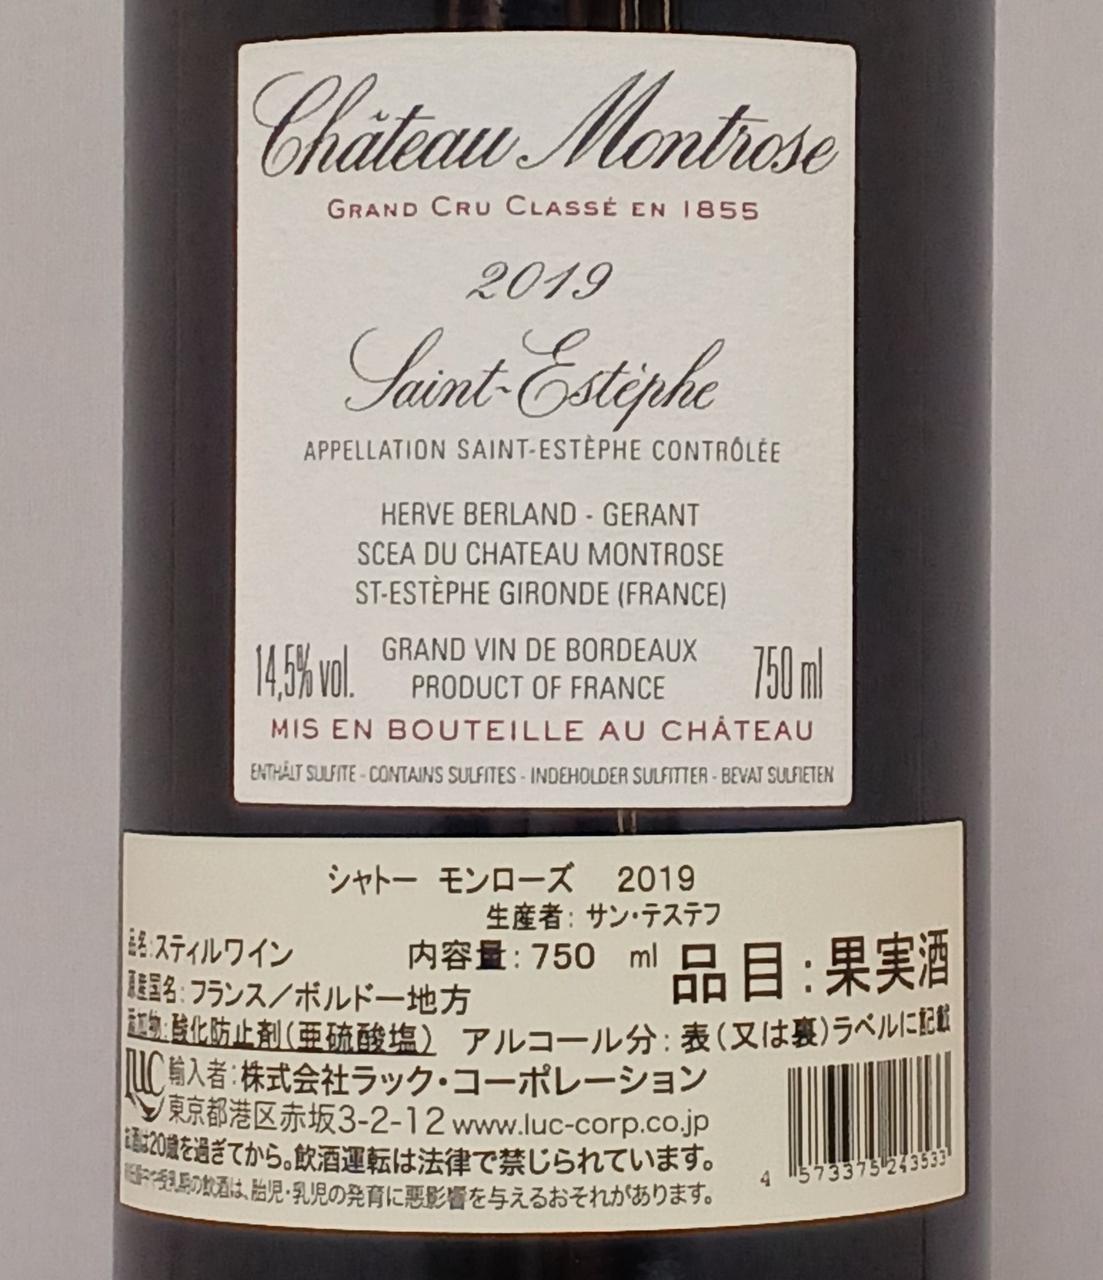 Château Montrose
GRAND CRU CLASSÉ EN 1855
2019
Saint-Estèphe
APPELLATION SAINT-ESTÈPHE CONTRÔLÉE
HERVE BERLAND - GERANT
SCEA DU CHATEAU MONTROSE
ST-ESTÈPHE GIRONDE (FRANCE)
14,5% vol. GRAND VIN DE BORDEAUX 750 ml
PRODUCT OF FRANCE
MIS EN BOUTEILLE AU CHÂTEAU
ENTHÄLT SULFITE - CONTAINS SULFITES - INDEHOLDER SULFITTER - BEVAT SULFIETEN
シャトー モンローズ 2019
生産者: サン・テステフ
品名:スティルワイン 内容量:750 ml 品目:果実酒
原産国名:フランス/ボルドー地方
添加物:酸化防止剤(亜硫酸塩) アルコール分:表(又は裏)ラベルに記載
luc 輸入者:株式会社ラック・コーポレーション
東京都港区赤坂3-2-12 www.luc-corp.co.jp
お酒は20歳を過ぎてから。飲酒運転は法律で禁じられています。
妊娠中や授乳期の飲酒は、胎児・乳児の発育に悪影響を与えるおそれがあります。
4 573375 243533